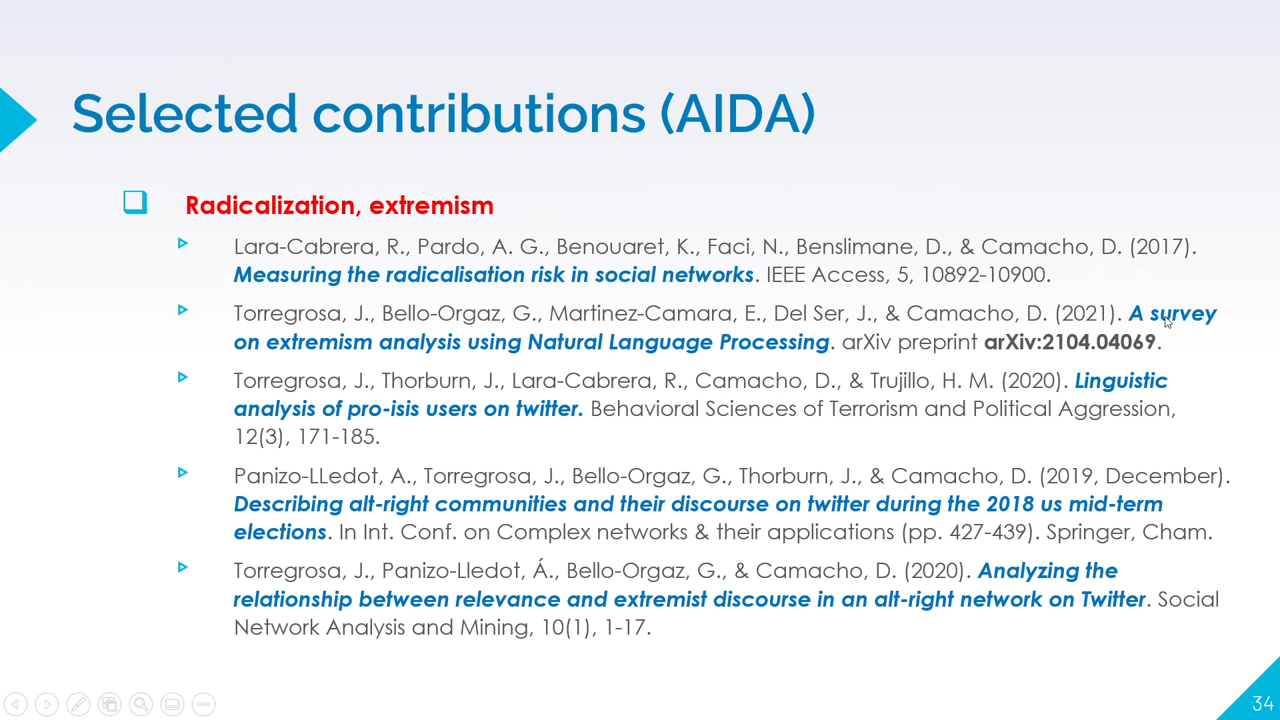 Selected contributions (AIDA)
Radicalization, extremism
Lara-Cabrera, R., Pardo, A. G., Benouaret, K., Faci, N., Benslimane, D., & Camacho, D. (2017).
Measuring the radicalisation risk in social networks. IEEE Access, 5, 10892-10900.
Torregrosa, J., Bello-Orgaz, G., Martinez-Camara, E., Del Ser, J., & Camacho, D. (2021). A survey
on extremism analysis using Natural Language Processing. arXiv preprint arXiv:2104.04069.
Torregrosa, J., Thorburn, J., Lara-Cabrera, R., Camacho, D., & Trujillo, H. M. (2020). Linguistic
analysis of pro-isis users on twitter. Behavioral Sciences of Terrorism and Political Aggression,
12(3), 171-185.
Panizo-LLedot, A., Torregrosa, J., Bello-Orgaz, G., Thorburn, J., & Camacho, D. (2019, December).
Describing alt-right communities and their discourse on twitter during the 2018 us mid-term
elections. In Int. Conf. on Complex networks & their applications (pp. 427-439). Springer, Cham.
Torregrosa, J., Panizo-Lledot, Á., Bello-Orgaz, G., & Camacho, D. (2020). Analyzing the
relationship between relevance and extremist discourse in an alt-right network on Twitter. Social
Network Analysis and Mining, 10(1), 1-17.
34